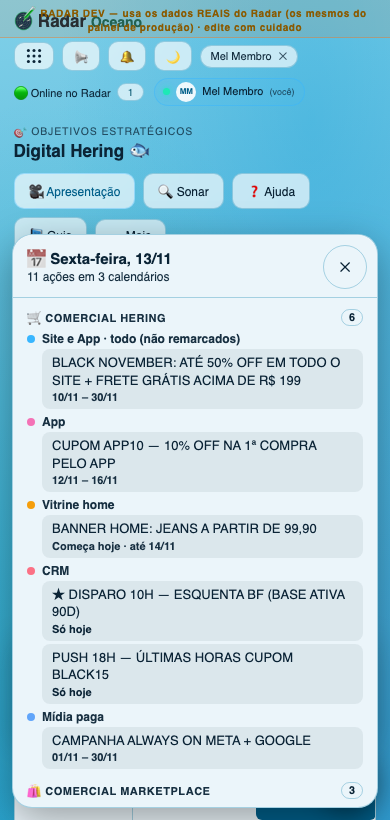 RADAR DEV — usa os dados REAIS do Radar (os mesmos do
painel de produção) · edite com cuidado
Radar Oceano
Mel Membro ×
Online no Radar 1
MM Mel Membro (você)
OBJETIVOS ESTRATÉGICOS
Digital Hering
Apresentação
Sonar
? Ajuda
Guia
Mais
Sexta-feira, 13/11
11 ações em 3 calendários
×
COMERCIAL HERING 6
Site e App · todo (não remarcados)
BLACK NOVEMBER: ATÉ 50% OFF EM TODO O
SITE + FRETE GRÁTIS ACIMA DE R$ 199
10/11 – 30/11
App
CUPOM APP10 — 10% OFF NA 1ª COMPRA
PELO APP
12/11 – 16/11
Vitrine home
BANNER HOME: JEANS A PARTIR DE 99,90
Começa hoje · até 14/11
CRM
★ DISPARO 10H — ESQUENTA BF (BASE ATIVA
90D)
Só hoje
PUSH 18H — ÚLTIMAS HORAS CUPOM
BLACK15
Só hoje
Mídia paga
CAMPANHA ALWAYS ON META + GOOGLE
01/11 – 30/11
COMERCIAL MARKETPLACE 3